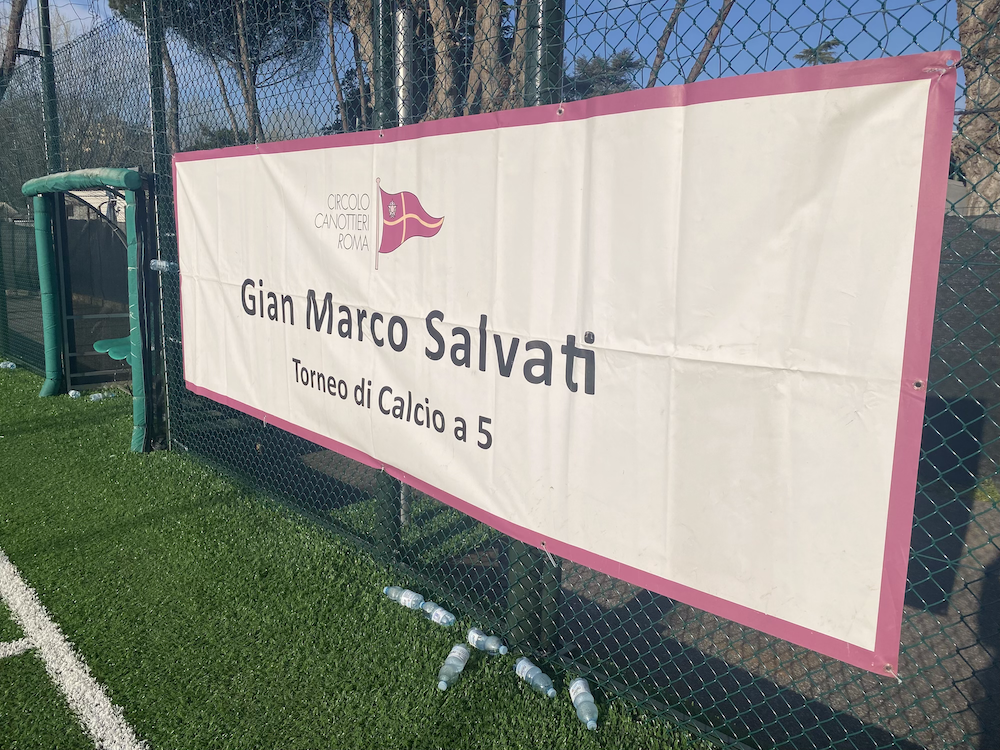 CIRCOLO
CANOTTIERI
ROMA
Gian Marco Salvati
Torneo di Calcio a 5